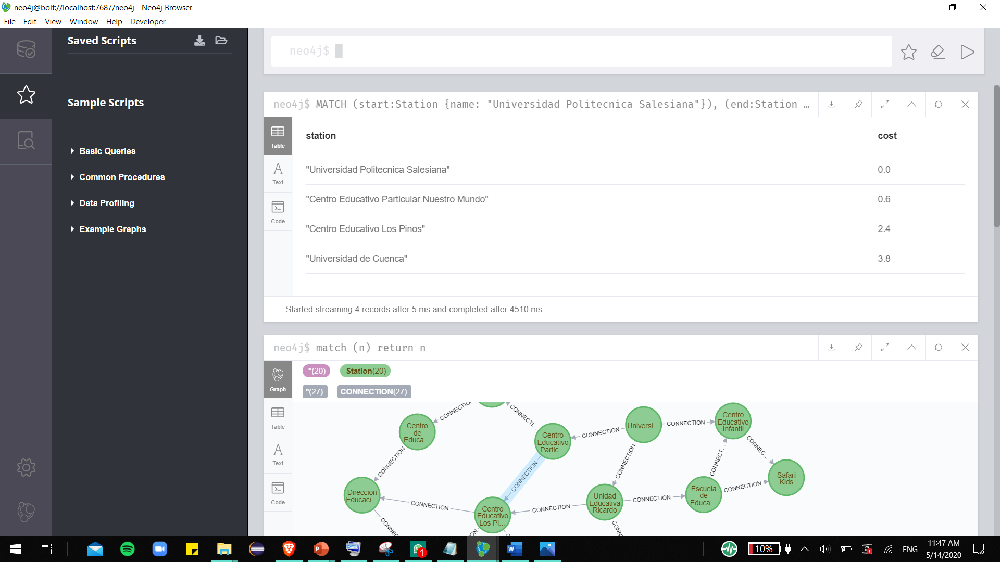 neo4j@bolt://localhost:7687/neo4j - Neo4j Browser
File Edit View Window Help Developer
Saved Scripts
Sample Scripts
Basic Queries
Common Procedures
Data Profiling
Example Graphs
neo4j$
neo4j$ MATCH (start:Station {name: "Universidad Politecnica Salesiana"}), (end:Station …
Table
Text
Code
station cost
"Universidad Politecnica Salesiana" 0.0
"Centro Educativo Particular Nuestro Mundo" 0.6
"Centro Educativo Los Pinos" 2.4
"Universidad de Cuenca" 3.8
Started streaming 4 records after 5 ms and completed after 4510 ms.
neo4j$ match (n) return n
Graph
Table
Text
Code
*(20) Station(20)
*(27) CONNECTION(27)
CONNECTION
CONNECTI…
Centro
de
Educa…
Centro
Educativo
Partic…
CONNECTION
Universi…
CONNECTION
Centro
Educativo
Infantil
CONNECTION
CONNECTION
CONNECTION
CONNECT…
CONNEC…
Safari
Kids
Direccion
Educaci…
CONNECTION
Centro
Educativo
Los Pi…
CONNECTION
Unidad
Educativa
Ricardo
CONNECTION
Escuela
de
Educa…
CONNECTION
10%
ENG
11:47 AM
5/14/2020
1